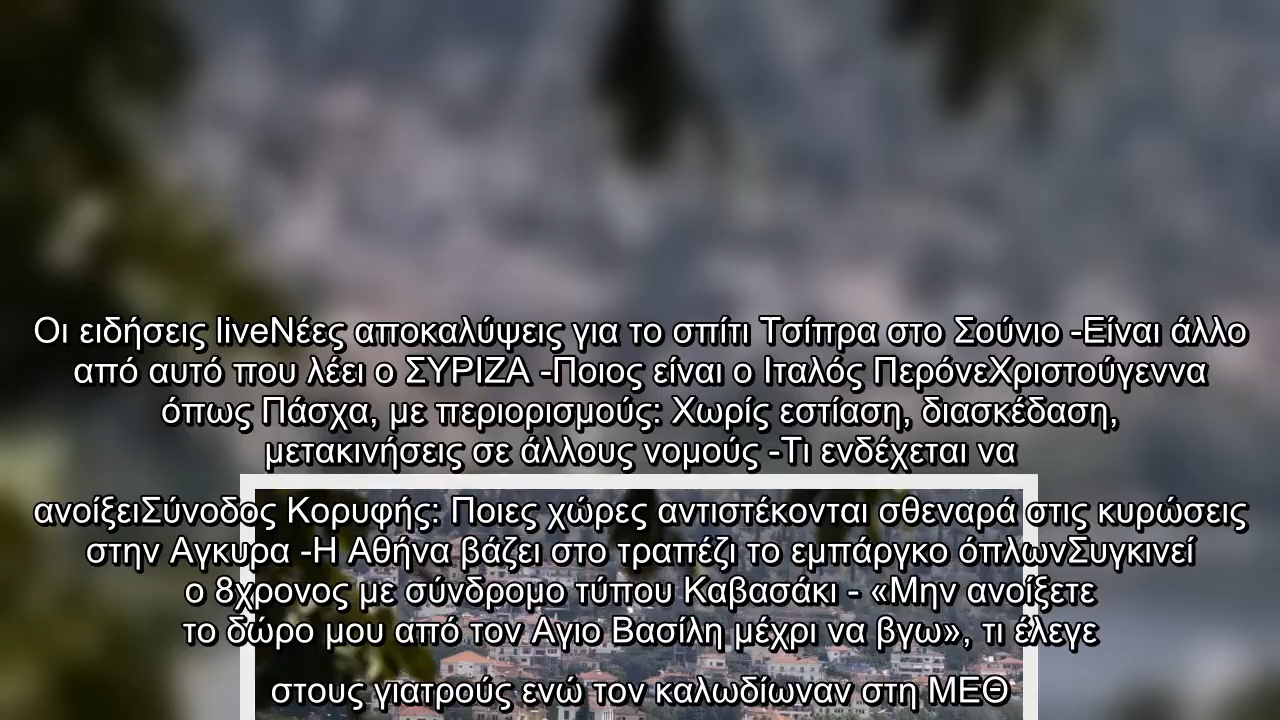 Οι ειδήσεις liveΝέες αποκαλύψεις για το σπίτι Τσίπρα στο Σούνιο -Είναι άλλο
από αυτό που λέει ο ΣΥΡΙΖΑ -Ποιος είναι ο Ιταλός ΠερόνεΧριστούγεννα
όπως Πάσχα, με περιορισμούς: Χωρίς εστίαση, διασκέδαση,
μετακινήσεις σε άλλους νομούς -Τι ενδέχεται να
ανοίξειΣύνοδος Κορυφής: Ποιες χώρες αντιστέκονται σθεναρά στις κυρώσεις
στην Αγκυρα -Η Αθήνα βάζει στο τραπέζι το εμπάργκο όπλωνΣυγκινεί
ο 8χρονος με σύνδρομο τύπου Καβασάκι - «Μην ανοίξετε
το δώρο μου από τον Αγιο Βασίλη μέχρι να βγω», τι έλεγε
στους γιατρούς ενώ τον καλωδίωναν στη ΜΕΘ